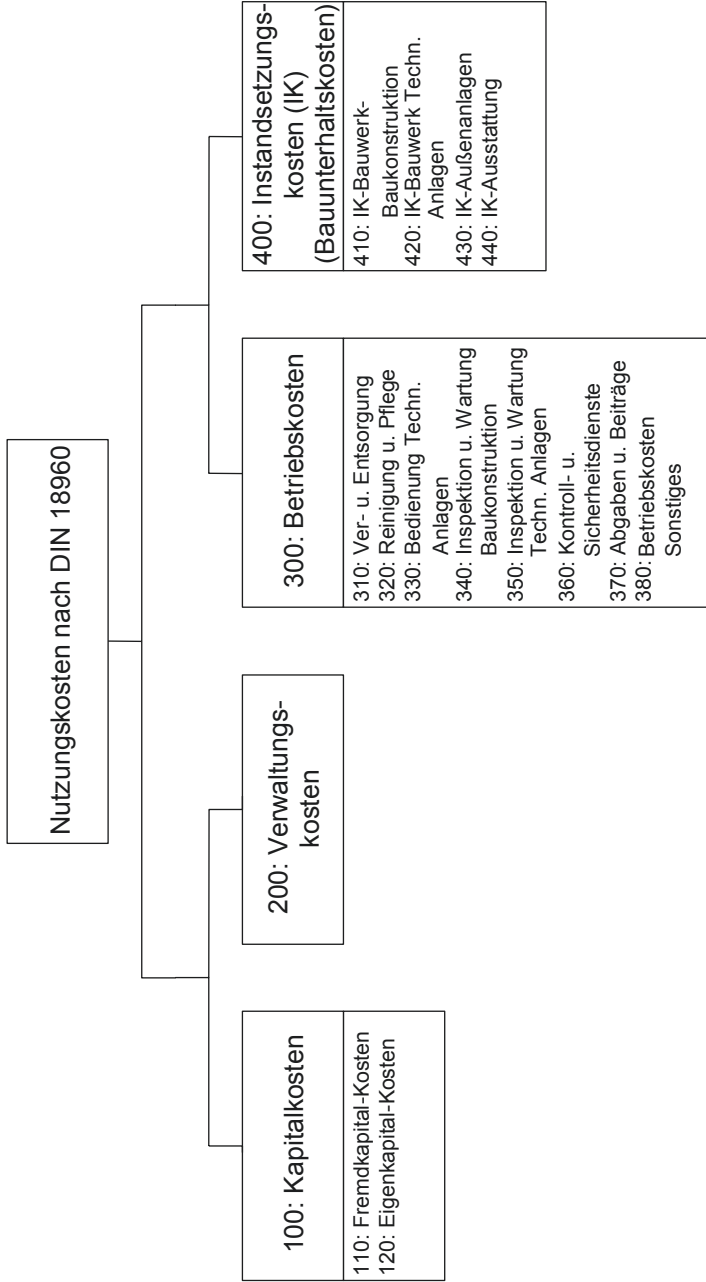 Nutzungskosten nach DIN 18960
100: Kapitalkosten
110: Fremdkapital-Kosten
120: Eigenkapital-Kosten
200: Verwaltungs-
kosten
300: Betriebskosten
310: Ver- u. Entsorgung
320: Reinigung u. Pflege
330: Bedienung Techn.
Anlagen
340: Inspektion u. Wartung
Baukonstruktion
350: Inspektion u. Wartung
Techn. Anlagen
360: Kontroll- u.
Sicherheitsdienste
370: Abgaben u. Beiträge
380: Betriebskosten
Sonstiges
400: Instandsetzungs-
kosten (IK)
(Bauunterhaltskosten)
410: IK-Bauwerk-
Baukonstruktion
420: IK-Bauwerk Techn.
Anlagen
430: IK-Außenanlagen
440: IK-Ausstattung